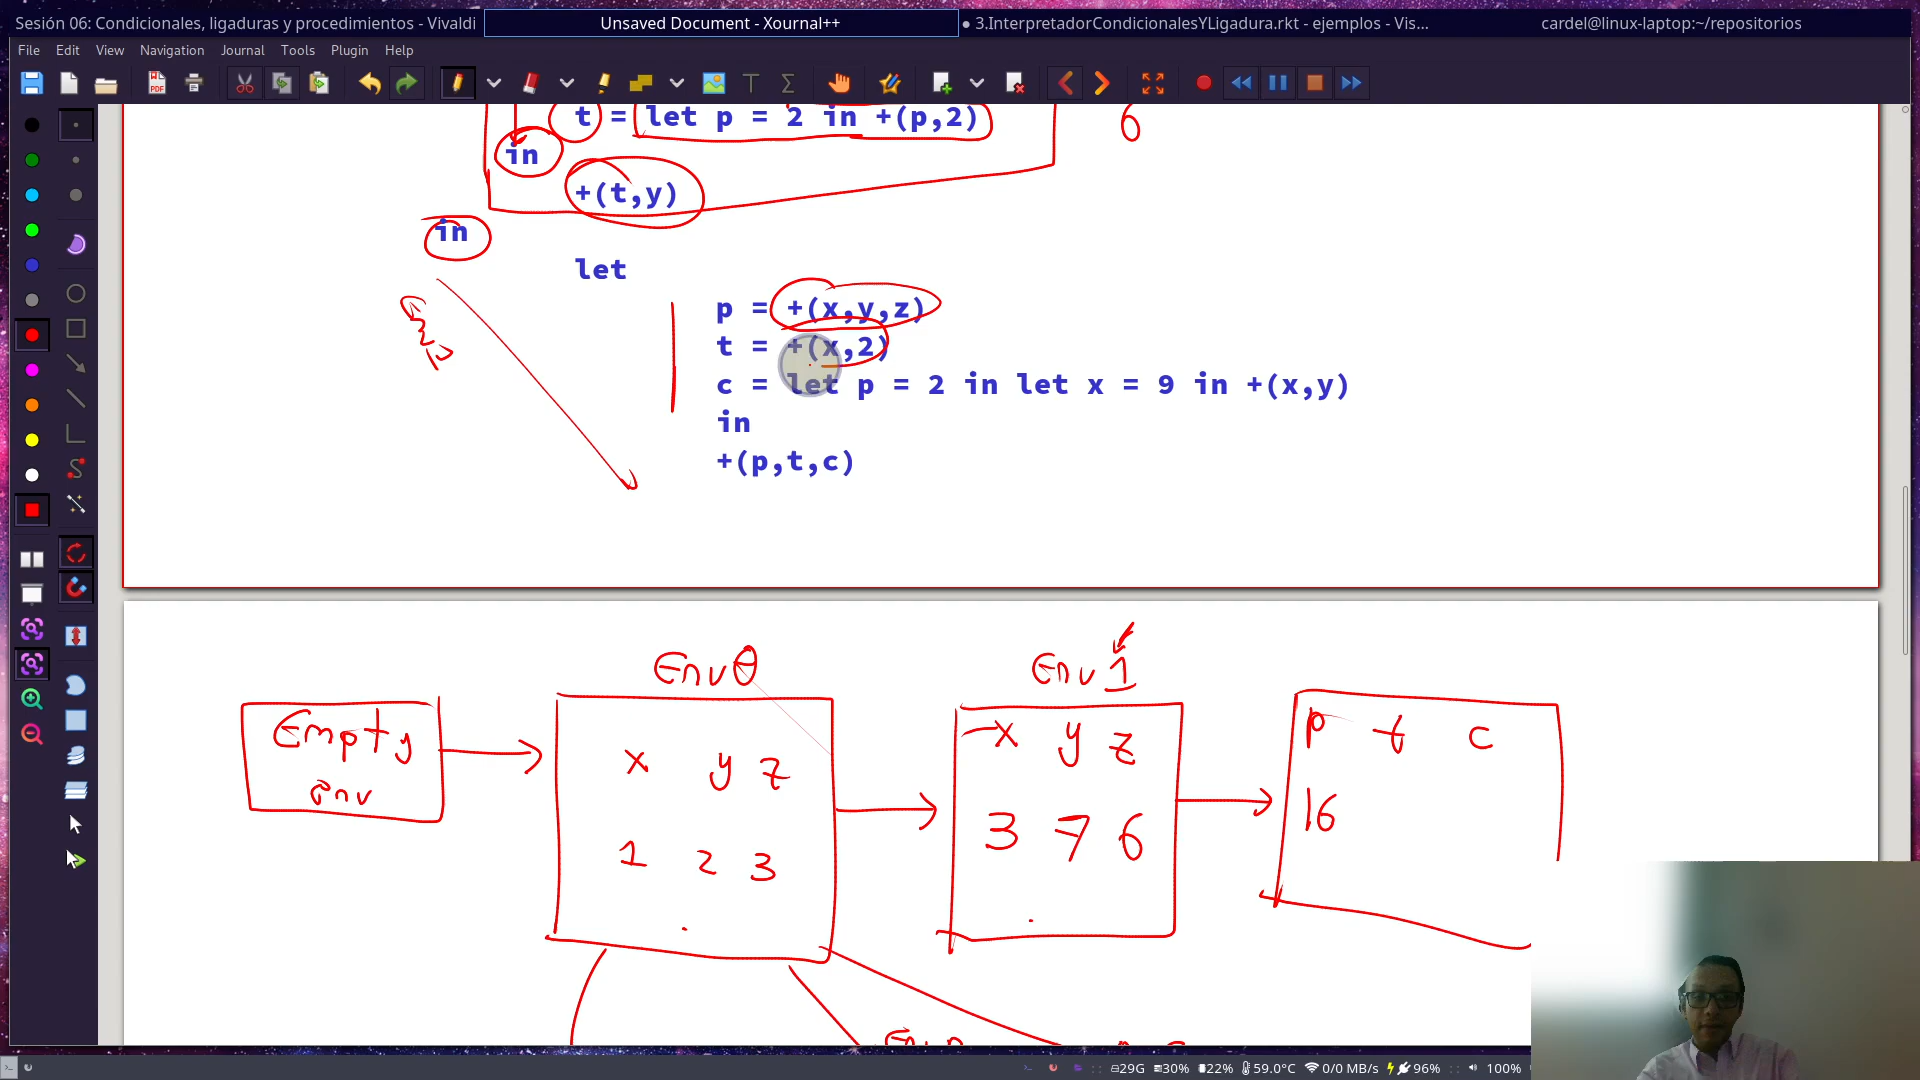 Sesión 06: Condicionales, ligaduras y procedimientos - Vivaldi
Unsaved Document - Xournal++
● 3.InterpretadorCondicionalesYLigadura.rkt - ejemplos - Vis...
cardel@linux-laptop:~/repositorios
File Edit View Navigation Journal Tools Plugin Help
t = let p = 2 in +(p,2)
6
in
+(t,y)
in
let
p = +(x,y,z)
t = +(x,2)
c = let p = 2 in let x = 9 in +(x,y)
in
+(p,t,c)
Env0
Env 1
Empty
env
x y z
1 2 3
x y z
3 7 6
p t c
16
29G 30% 22% 59.0°C 0/0 MB/s 96% 100%